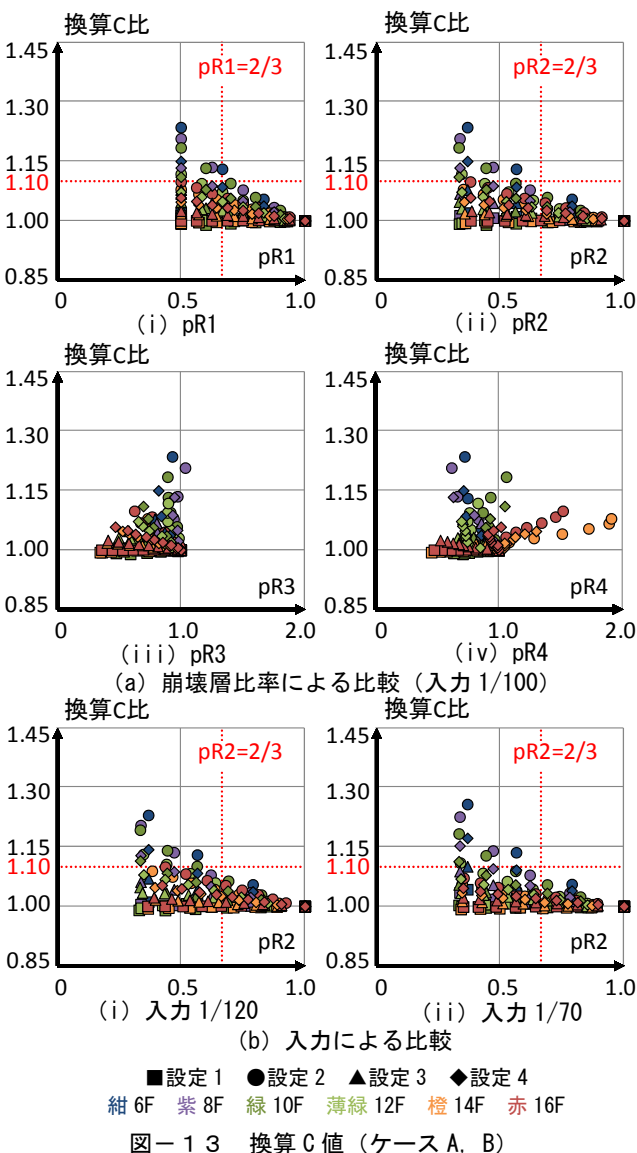 換算C比 換算C比
1.45 1.45
pR1=2/3 pR2=2/3
1.30 1.30
1.15 1.15
1.10 1.10
1.00 1.00
pR1 pR2
0.85 0.85
0 0.5 1.0 0 0.5 1.0
(i) pR1 (ii) pR2
換算C比 換算C比
1.45 1.45
1.30 1.30
1.15 1.15
1.00 1.00
pR3 pR4
0.85 0.85
0 1.0 2.0 0 1.0 2.0
(iii) pR3 (iv) pR4
(a) 崩壊層比率による比較 (入力 1/100)
換算C比 換算C比
1.45 1.45
pR2=2/3 pR2=2/3
1.30 1.30
1.15 1.15
1.10 1.10
1.00 1.00
pR2 pR2
0.85 0.85
0 0.5 1.0 0 0.5 1.0
(i) 入力 1/120 (ii) 入力 1/70
(b) 入力による比較
■設定 1 ●設定 2 ▲設定 3 ◆設定 4
紺 6F 紫 8F 緑 10F 薄緑 12F 橙 14F 赤 16F
図－13 換算 C 値 (ケース A, B)